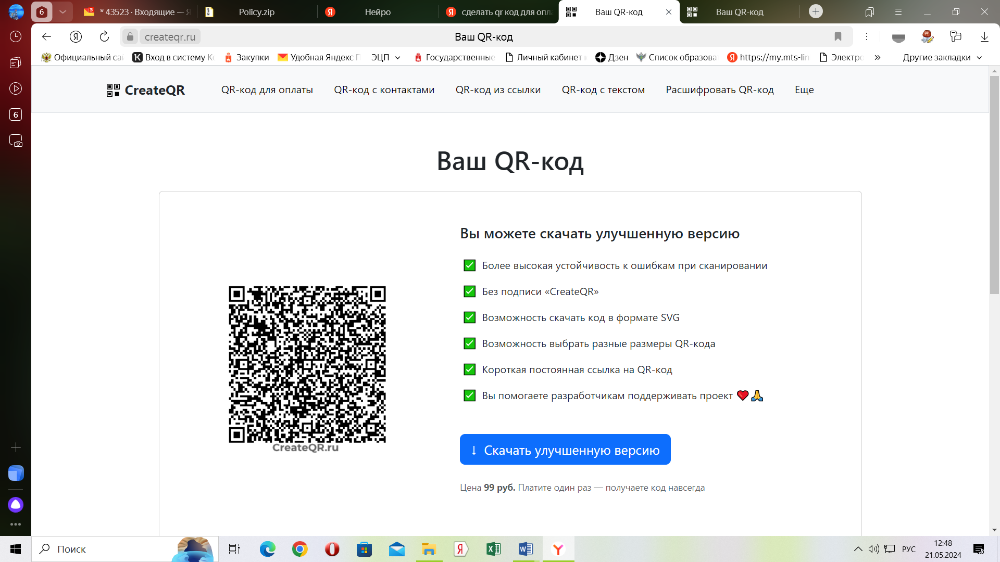 6
* 43523 · Входящие — Я
Policy.zip
Нейро
сделать qr код для опла
Ваш QR-код
Ваш QR-код
createqr.ru
Ваш QR-код
Официальный сай
Вход в систему Ко
Закупки
Удобная Яндекс П
ЭЦП
Государственные
Личный кабинет
Дзен
Список образова
https://my.mts-lin
Электро
Другие закладки
6
CreateQR
QR-код для оплаты
QR-код с контактами
QR-код из ссылки
QR-код с текстом
Расшифровать QR-код
Еще
Ваш QR-код
CreateQR.ru
Вы можете скачать улучшенную версию
Более высокая устойчивость к ошибкам при сканировании
Без подписи «CreateQR»
Возможность скачать код в формате SVG
Возможность выбрать разные размеры QR-кода
Короткая постоянная ссылка на QR-код
Вы помогаете разработчикам поддерживать проект ❤️🙏
↓ Скачать улучшенную версию
Цена 99 руб. Платите один раз — получаете код навсегда
Поиск
РУС
12:48
21.05.2024